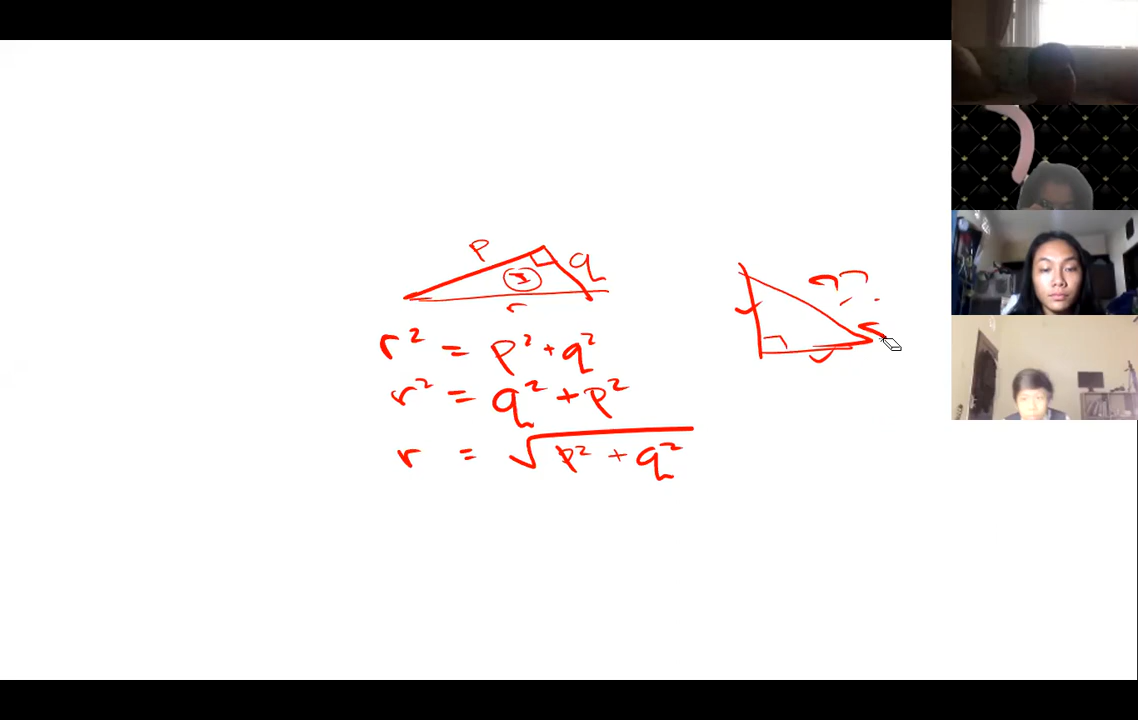 p
q
I
r
r² = p² + q²
r² = q² + p²
r = √p² + q²
??